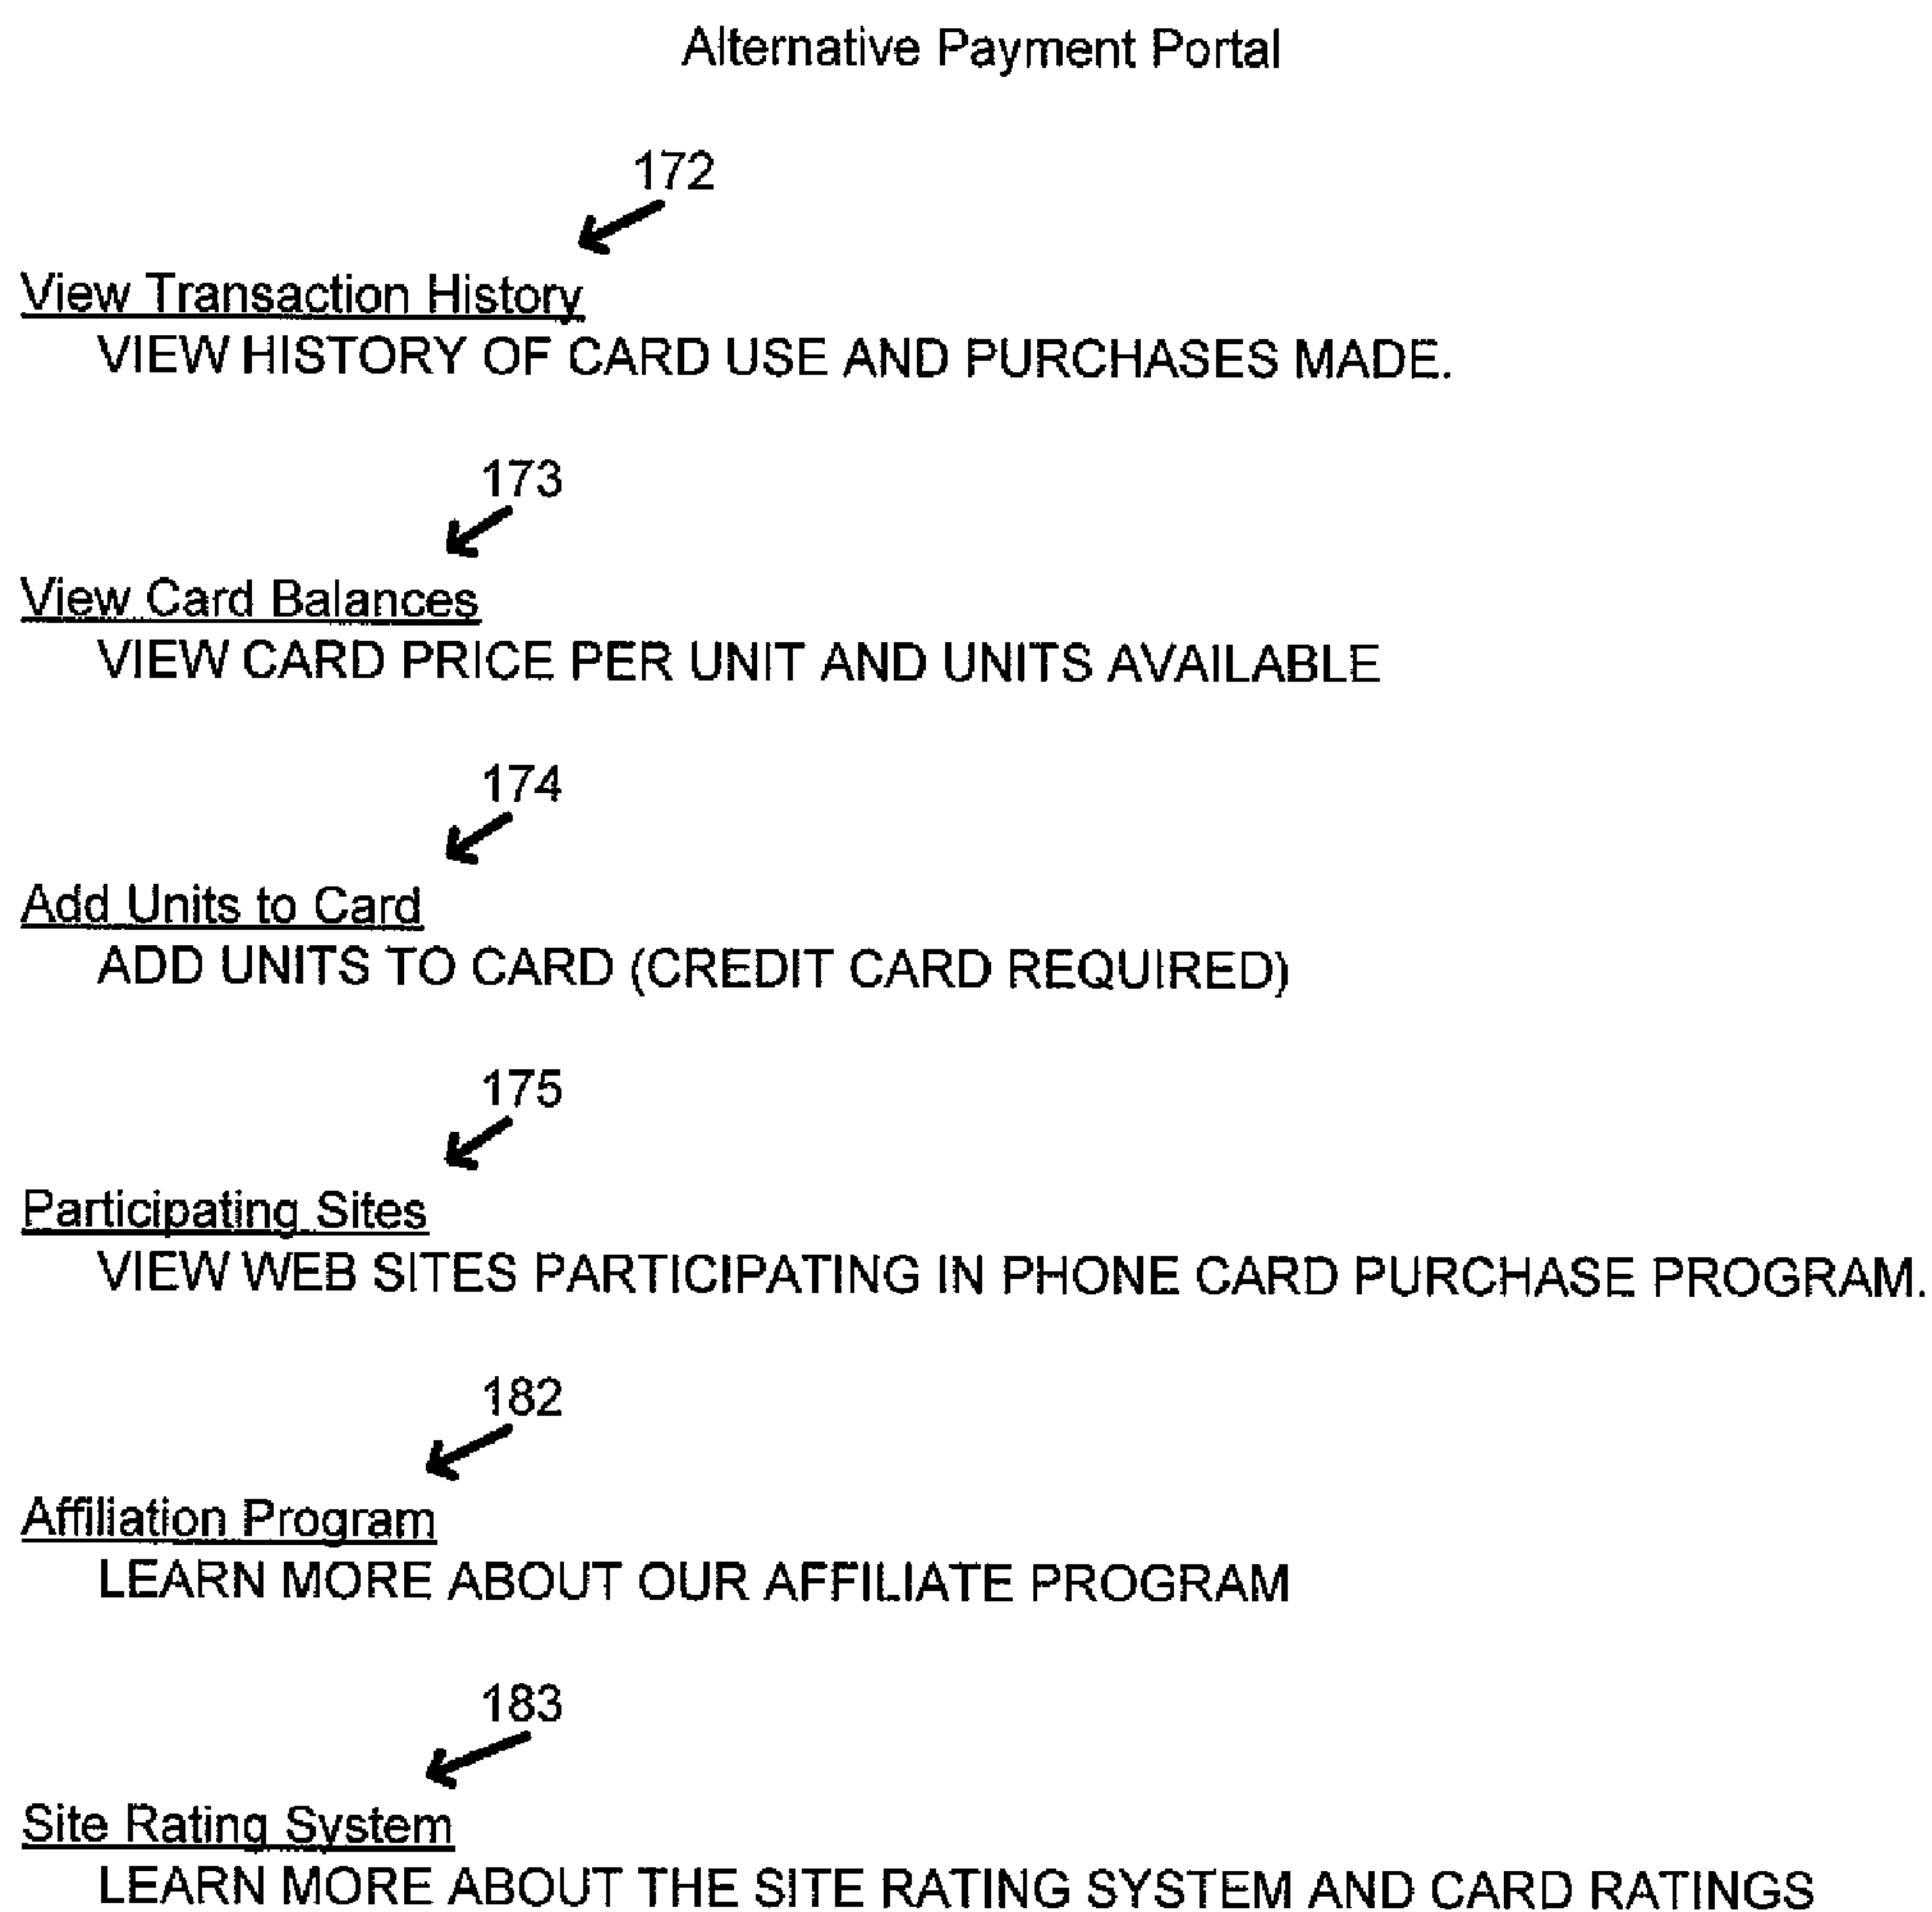 Alternative Payment Portal
172
View Transaction History
VIEW HISTORY OF CARD USE AND PURCHASES MADE.
173
View Card Balances
VIEW CARD PRICE PER UNIT AND UNITS AVAILABLE
174
Add Units to Card
ADD UNITS TO CARD (CREDIT CARD REQUIRED)
175
Participating Sites
VIEW WEB SITES PARTICIPATING IN PHONE CARD PURCHASE PROGRAM.
182
Affiliation Program
LEARN MORE ABOUT OUR AFFILIATE PROGRAM
183
Site Rating System
LEARN MORE ABOUT THE SITE RATING SYSTEM AND CARD RATINGS